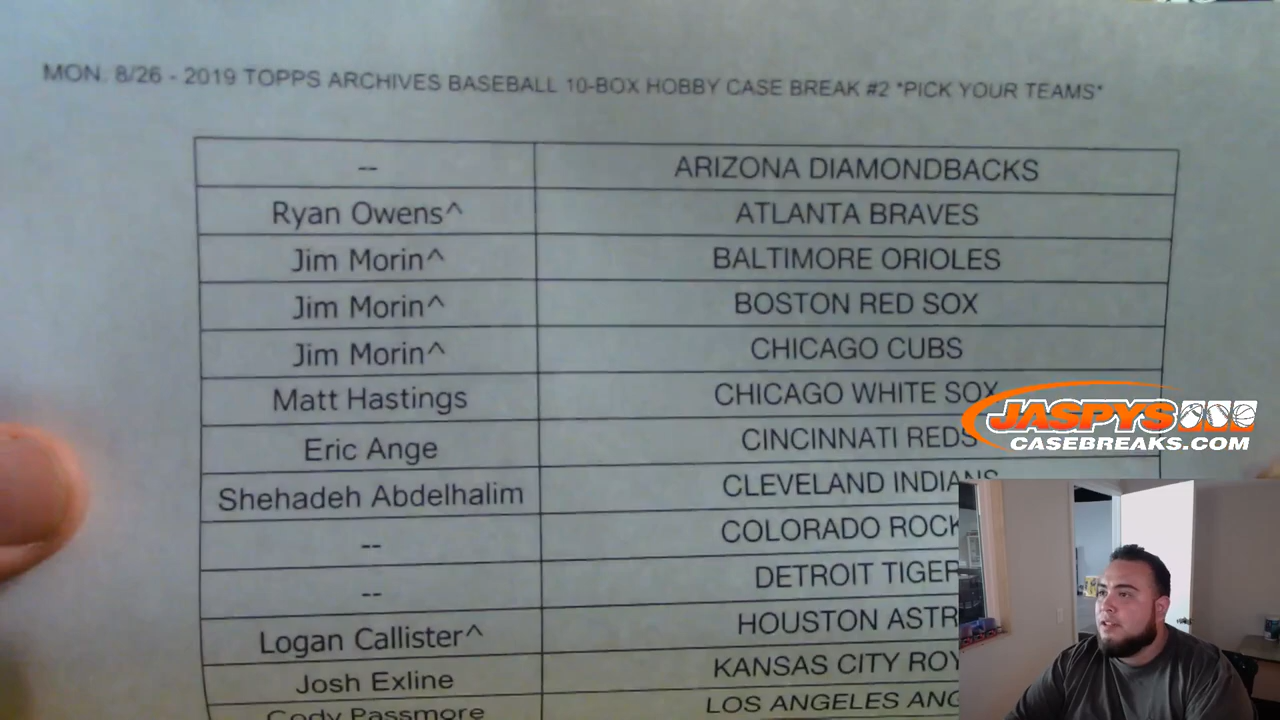 MON. 8/26 - 2019 TOPPS ARCHIVES BASEBALL 10-BOX HOBBY CASE BREAK #2 *PICK YOUR TEAMS*
-- ARIZONA DIAMONDBACKS
Ryan Owens^ ATLANTA BRAVES
Jim Morin^ BALTIMORE ORIOLES
Jim Morin^ BOSTON RED SOX
Jim Morin^ CHICAGO CUBS
Matt Hastings CHICAGO WHITE SOX
Eric Ange CINCINNATI REDS
Shehadeh Abdelhalim CLEVELAND INDIANS
-- COLORADO ROCK
-- DETROIT TIGER
Logan Callister^ HOUSTON ASTR
Josh Exline KANSAS CITY ROY
Cody Passmore LOS ANGELES ANG
JASPYS
CASEBREAKS.COM